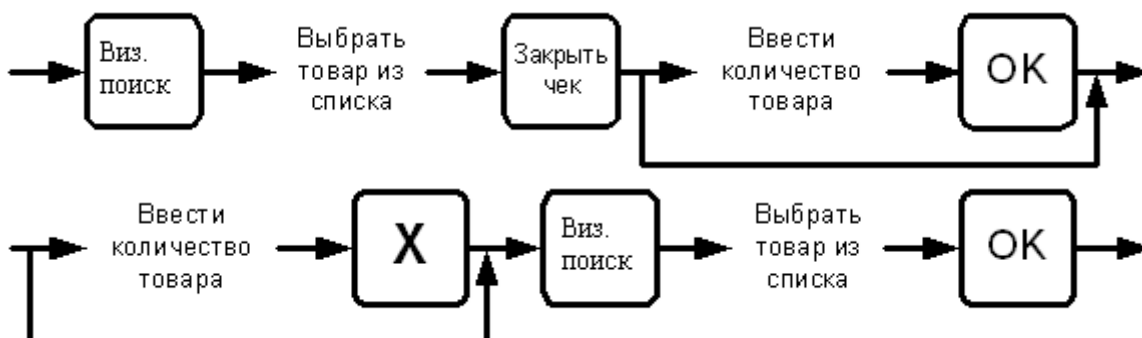 Виз.
поиск
Выбрать
товар из
списка
Закрыть
чек
Ввести
количество
товара
OK
Ввести
количество
товара
X
Виз.
поиск
Выбрать
товар из
списка
OK